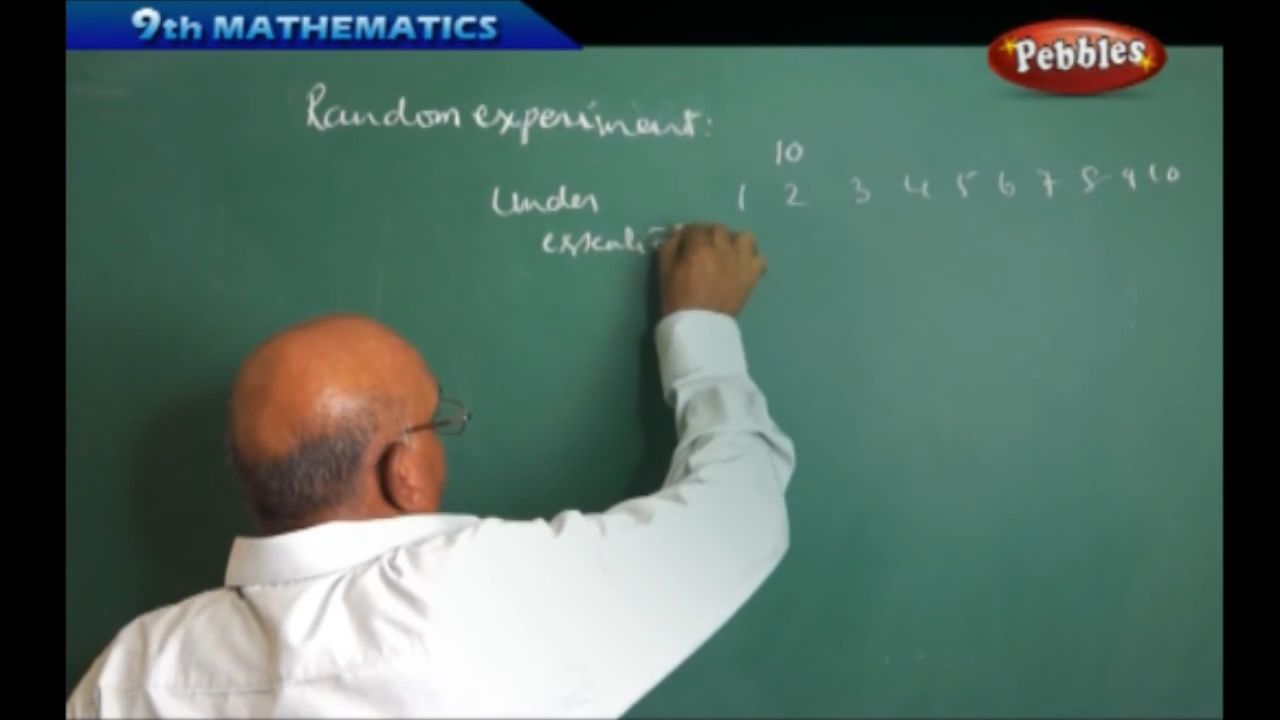 9th MATHEMATICS
Pebbles
Random experiment:
10
Under 1 2 3 4 5 6 7 8 9 10